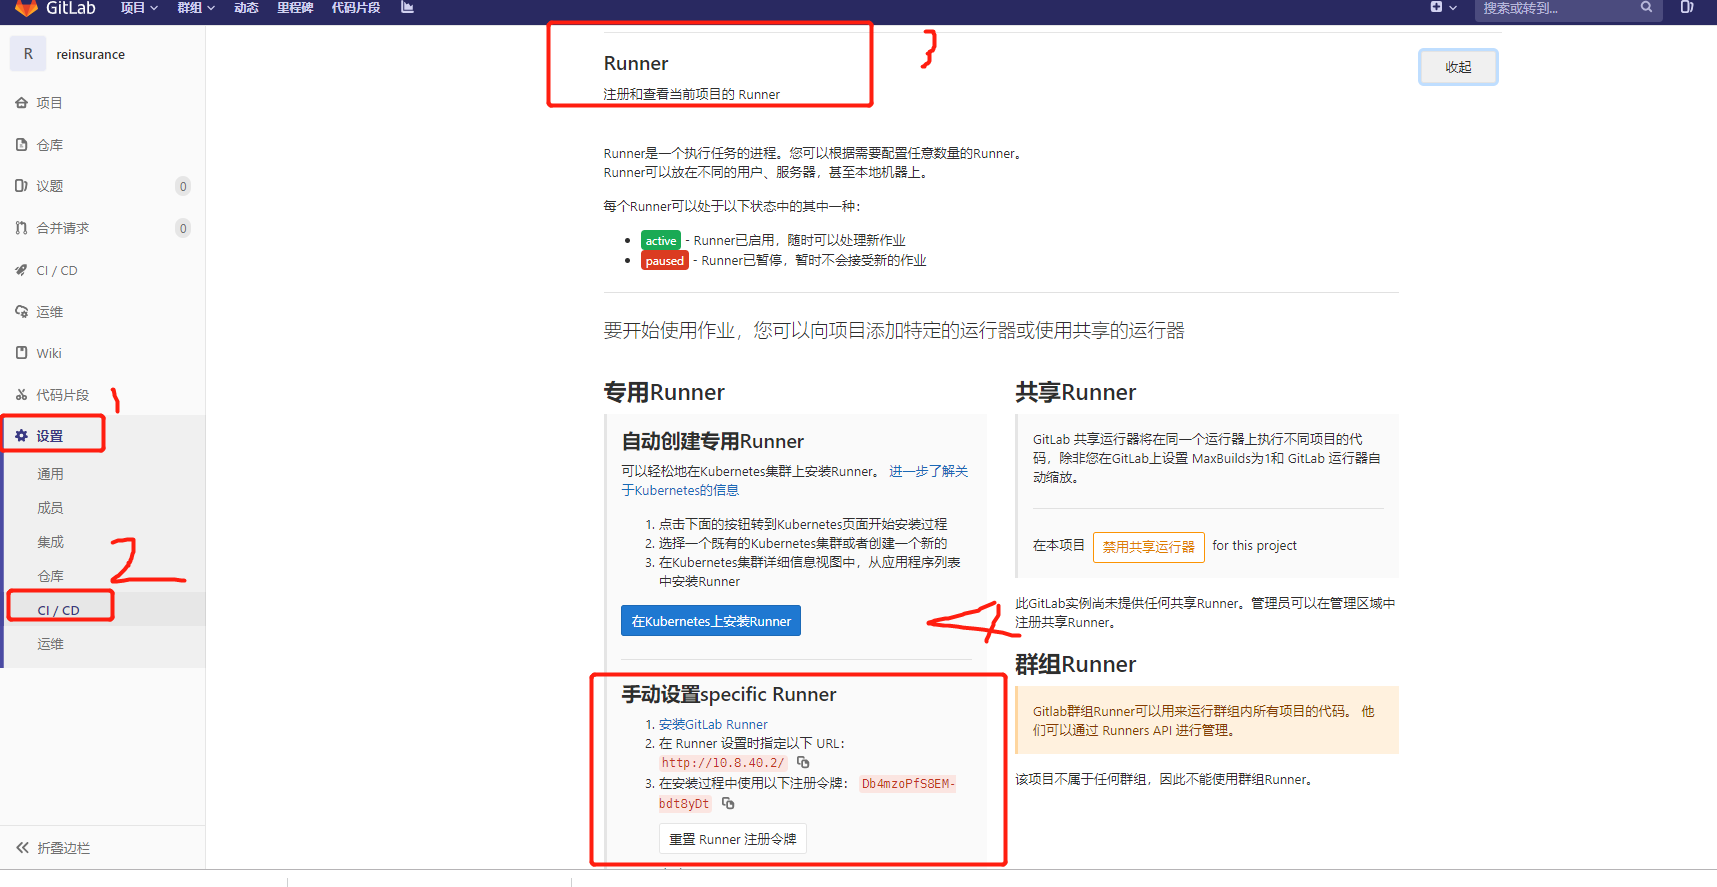 GitLab 项目 群组 动态 里程碑 代码片段 搜索或转到...
R reinsurance
项目
仓库
议题 0
合并请求 0
CI / CD
运维
Wiki
代码片段
1
设置
通用
成员
集成
仓库
2
CI / CD
运维
折叠边栏
Runner
3
收起
注册和查看当前项目的 Runner
Runner是一个执行任务的进程。您可以根据需要配置任意数量的Runner。
Runner可以放在不同的用户、服务器，甚至本地机器上。
每个Runner可以处于以下状态中的其中一种：
active - Runner已启用，随时可以处理新作业
paused - Runner已暂停，暂时不会接受新的作业
要开始使用作业，您可以向项目添加特定的运行器或使用共享的运行器
专用Runner
自动创建专用Runner
可以轻松地在Kubernetes集群上安装Runner。 进一步了解关
于Kubernetes的信息
1. 点击下面的按钮转到Kubernetes页面开始安装过程
2. 选择一个既有的Kubernetes集群或者创建一个新的
3. 在Kubernetes集群详细信息视图中，从应用程序列表
中安装Runner
在Kubernetes上安装Runner
4
手动设置specific Runner
1. 安装GitLab Runner
2. 在 Runner 设置时指定以下 URL：
http://10.8.40.2/
3. 在安装过程中使用以下注册令牌： Db4mzoPfS8EM-
bdt8yDt
重置 Runner 注册令牌
共享Runner
GitLab 共享运行器将在同一个运行器上执行不同项目的代
码，除非您在GitLab上设置 MaxBuilds为1和 GitLab 运行器自
动缩放。
在本项目 禁用共享运行器 for this project
此GitLab实例尚未提供任何共享Runner。管理员可以在管理区域中
注册共享Runner。
群组Runner
Gitlab群组Runner可以用来运行群组内所有项目的代码。 他
们可以通过 Runners API 进行管理。
该项目不属于任何群组，因此不能使用群组Runner。